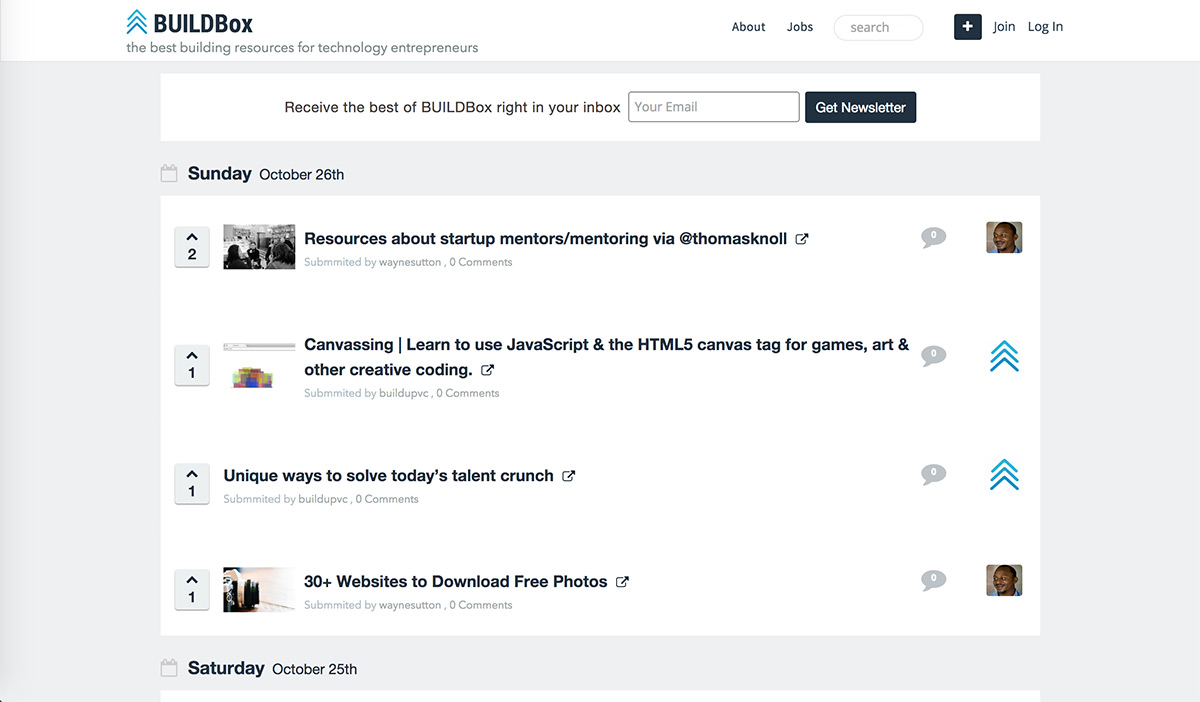 BUILDBox
the best building resources for technology entrepreneurs
About Jobs search + Join Log In
Receive the best of BUILDBox right in your inbox Your Email Get Newsletter
Sunday October 26th
2
Resources about startup mentors/mentoring via @thomasknoll
Submmited by waynesutton , 0 Comments
0
1
Canvassing | Learn to use JavaScript & the HTML5 canvas tag for games, art &
other creative coding.
Submmited by buildupvc , 0 Comments
0
1
Unique ways to solve today’s talent crunch
Submmited by buildupvc , 0 Comments
0
1
30+ Websites to Download Free Photos
Submmited by waynesutton , 0 Comments
0
Saturday October 25th